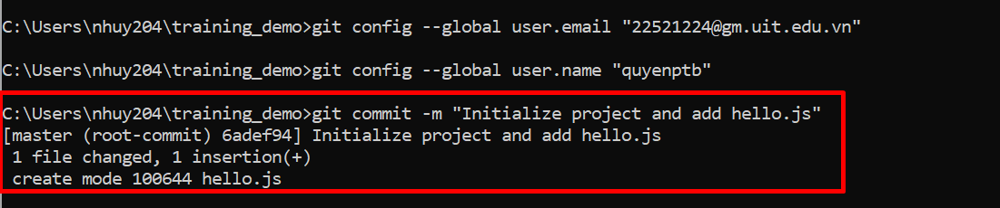 C:\Users\nhuy204\training_demo>git config --global user.email "22521224@gm.uit.edu.vn"
C:\Users\nhuy204\training_demo>git config --global user.name "quyenptb"
C:\Users\nhuy204\training_demo>git commit -m "Initialize project and add hello.js"
[master (root-commit) 6adef94] Initialize project and add hello.js
 1 file changed, 1 insertion(+)
 create mode 100644 hello.js